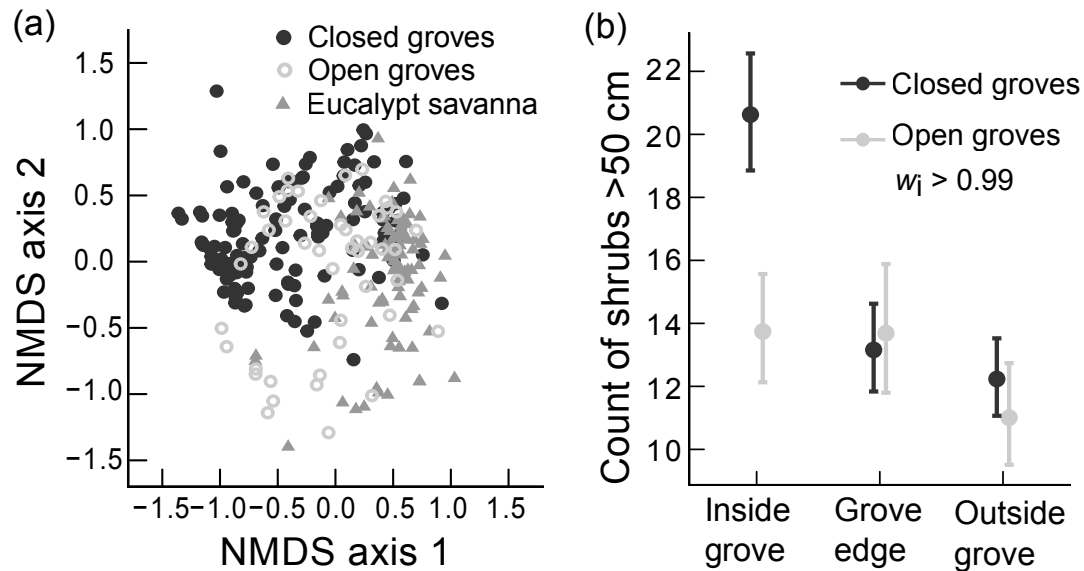 (a)
Closed groves
Open groves
Eucalypt savanna
NMDS axis 2
1.5
1.0
0.5
0.0
−0.5
−1.0
−1.5
−1.5 −1.0 −0.5 0.0 0.5 1.0 1.5
NMDS axis 1
(b)
Closed groves
Open groves
wi > 0.99
Count of shrubs >50 cm
22
20
18
16
14
12
10
Inside grove
Grove edge
Outside grove